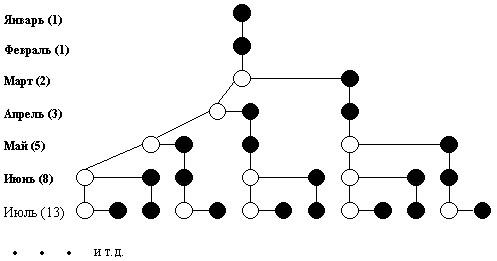 Январь (1)
Февраль (1)
Март (2)
Апрель (3)
Май (5)
Июнь (8)
Июль (13)
• • • и т.д.